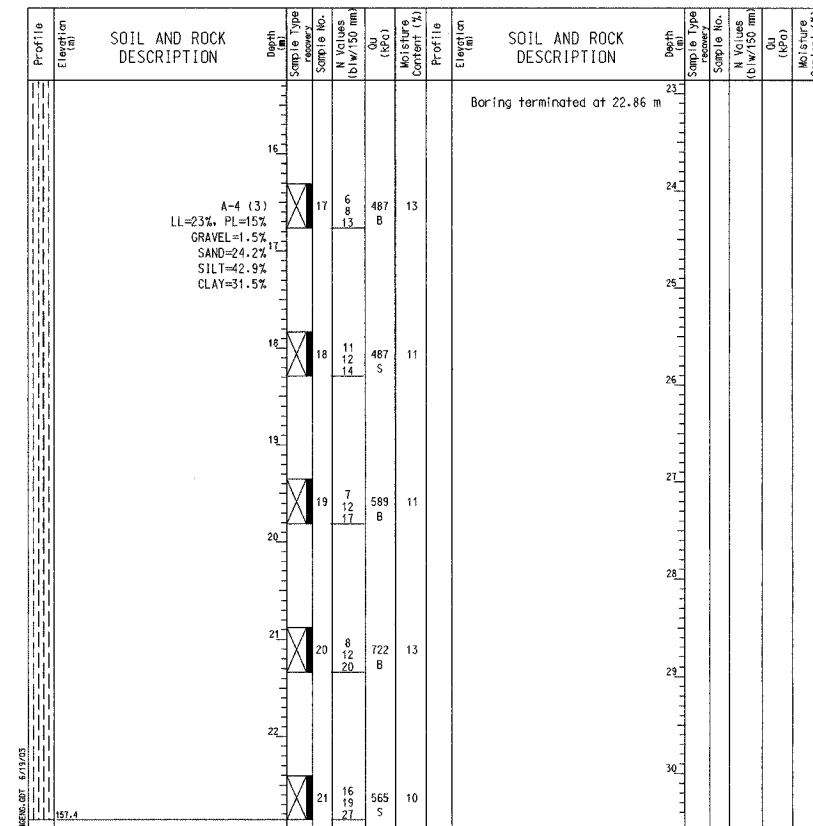 Profile
Elevation (m)
SOIL AND ROCK DESCRIPTION
Depth (m)
Sample Type recovery
Sample No.
N Values (blw/150 mm)
Qu (kPa)
Moisture Content (%)
Profile
Elevation (m)
SOIL AND ROCK DESCRIPTION
Depth (m)
Sample Type recovery
Sample No.
N Values (blw/150 mm)
Qu (kPa)
Moisture
16
A-4 (3)
LL=23%, PL=15%
GRAVEL=1.5%
SAND=24.2%
SILT=42.9%
CLAY=31.5%
17
17
6
8
13
487
B
13
18
18
11
12
14
487
S
11
19
19
7
12
17
589
B
11
20
21
20
8
12
20
722
B
13
22
21
16
19
27
565
S
10
157.4
6/19/03
Boring terminated at 22.86 m
23
24
25
26
27
28
29
30